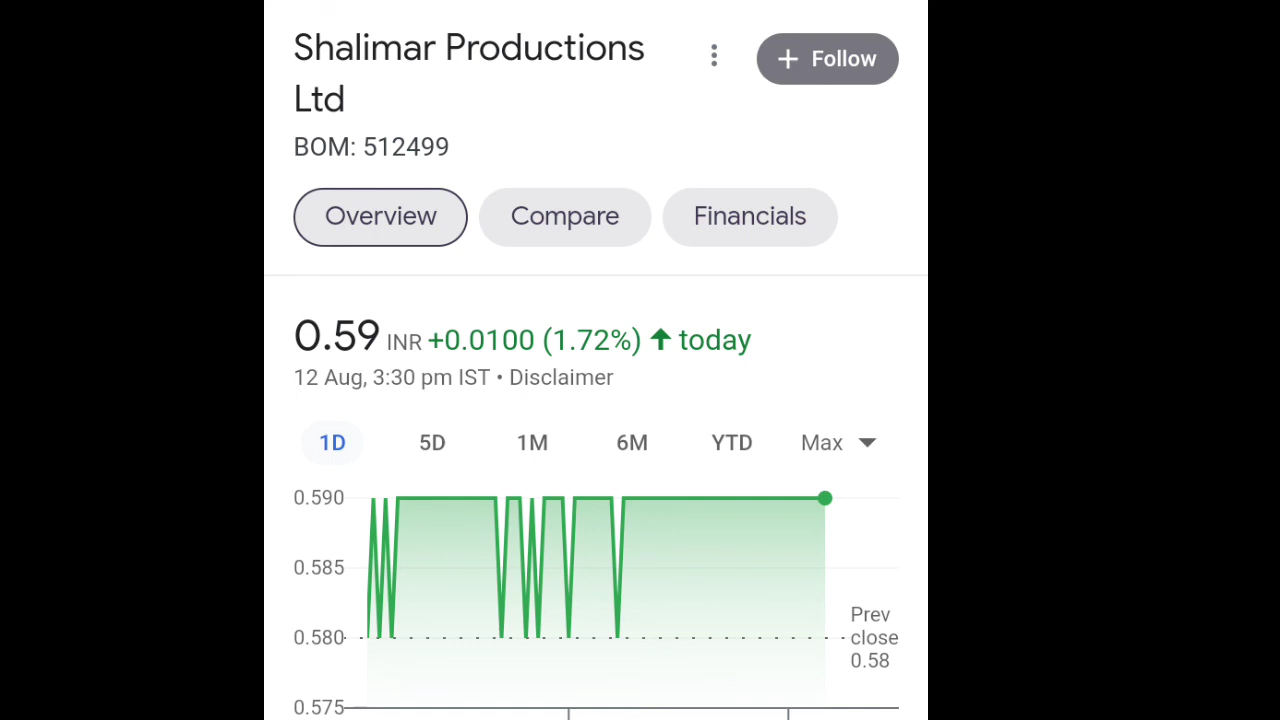 Shalimar Productions
Ltd
+ Follow
BOM: 512499
Overview Compare Financials
0.59 INR +0.0100 (1.72%) ↑ today
12 Aug, 3:30 pm IST • Disclaimer
1D 5D 1M 6M YTD Max
0.590
0.585
0.580
0.575
Prev
close
0.58